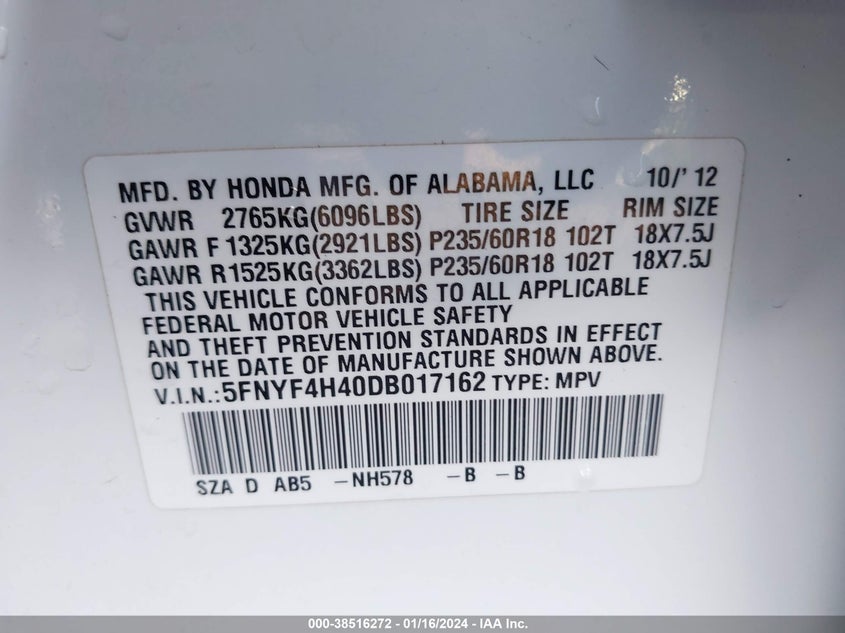 MFD. BY HONDA MFG. OF ALABAMA, LLC 10/' 12
GVWR 2765KG(6096LBS) TIRE SIZE RIM SIZE
GAWR F 1325KG(2921LBS) P235/60R18 102T 18X7.5J
GAWR R1525KG(3362LBS) P235/60R18 102T 18X7.5J
THIS VEHICLE CONFORMS TO ALL APPLICABLE
FEDERAL MOTOR VEHICLE SAFETY
AND THEFT PREVENTION STANDARDS IN EFFECT
ON THE DATE OF MANUFACTURE SHOWN ABOVE.
V.I.N.:5FNYF4H40DB017162 TYPE: MPV
SZA D AB5 -NH578 -B -B
000-38516272 - 01/16/2024 - IAA Inc.